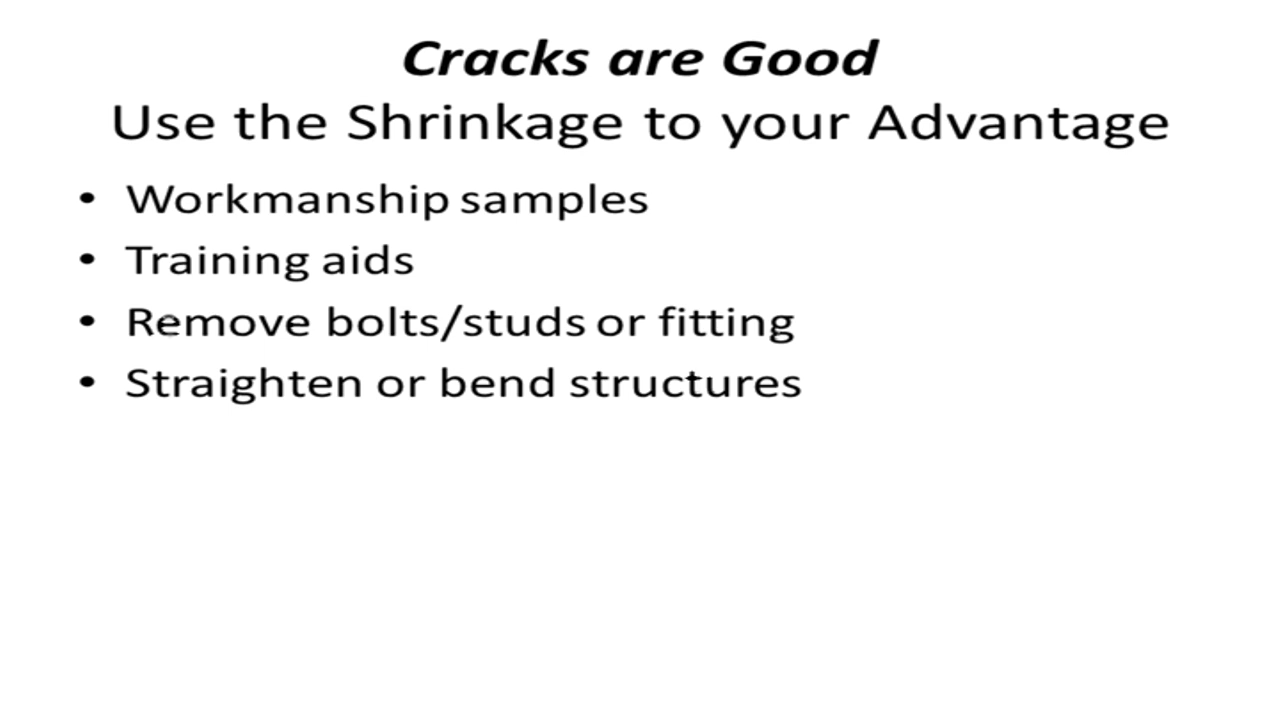 Cracks are Good
Use the Shrinkage to your Advantage
• Workmanship samples
• Training aids
• Remove bolts/studs or fitting
• Straighten or bend structures